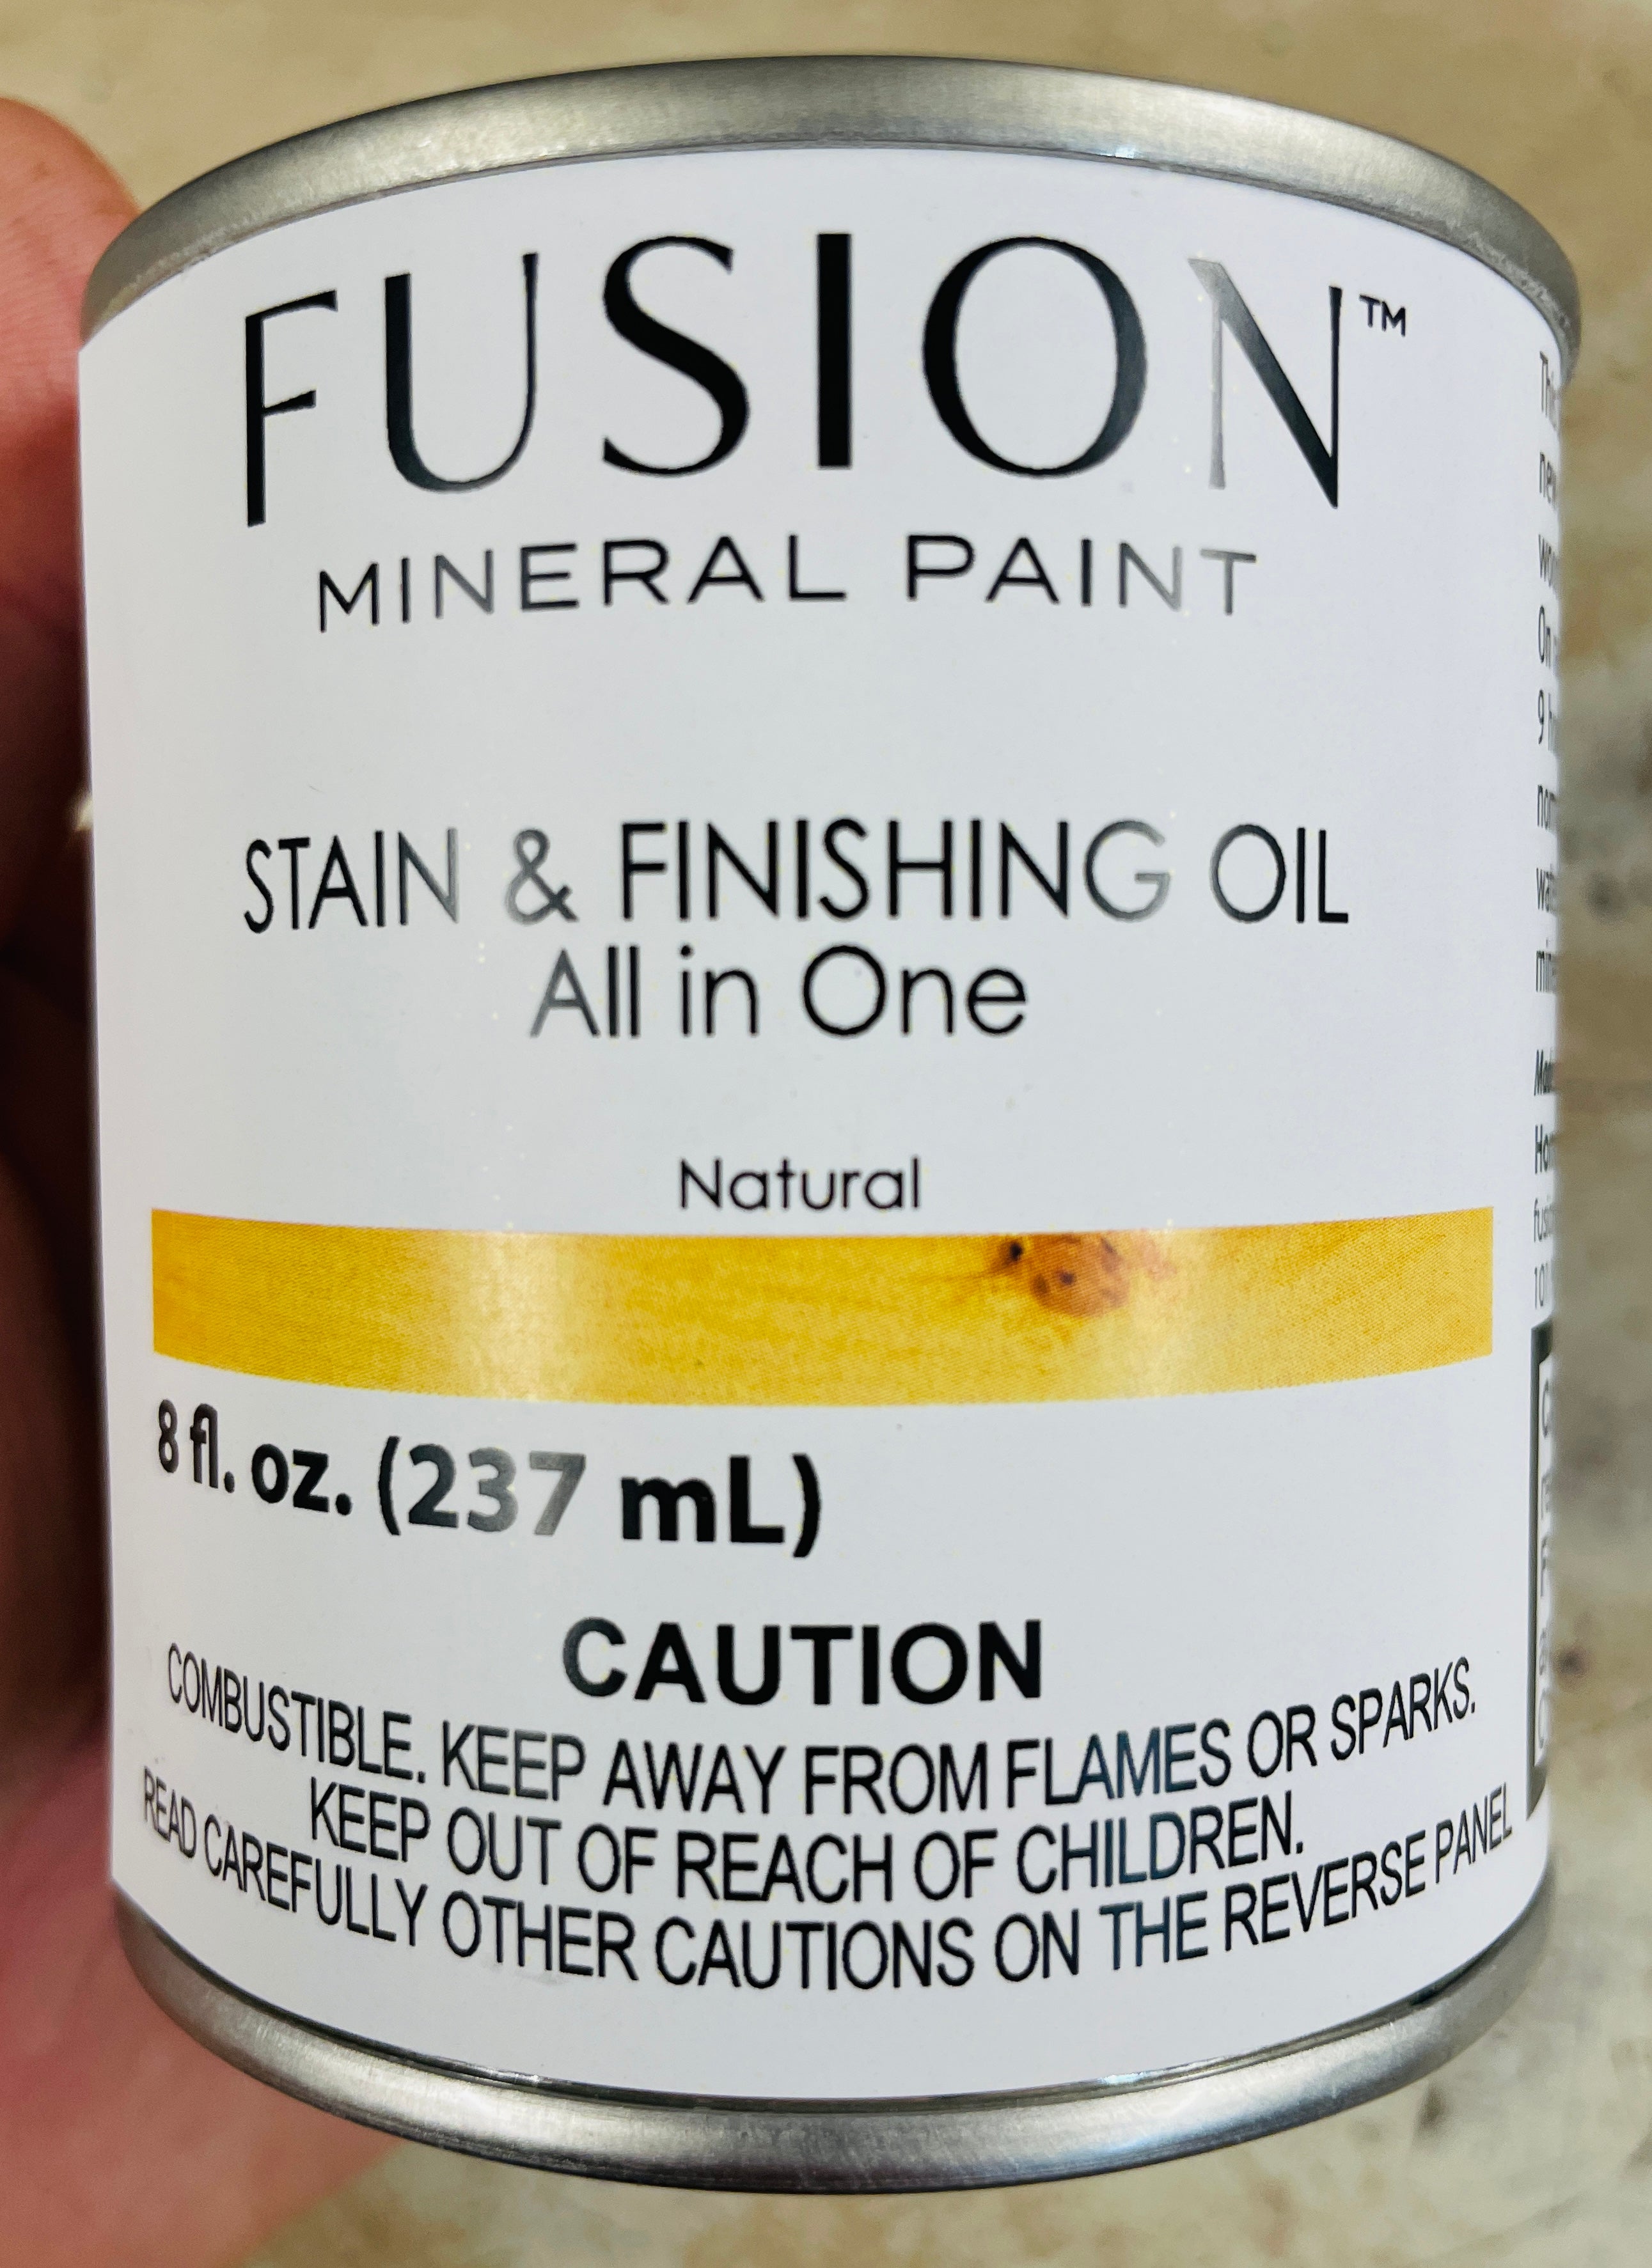 FUSION™
MINERAL PAINT
STAIN & FINISHING OIL
All in One
Natural
8 fl. oz. (237 mL)
CAUTION
COMBUSTIBLE. KEEP AWAY FROM FLAMES OR SPARKS.
KEEP OUT OF REACH OF CHILDREN.
READ CAREFULLY OTHER CAUTIONS ON THE REVERSE PANEL